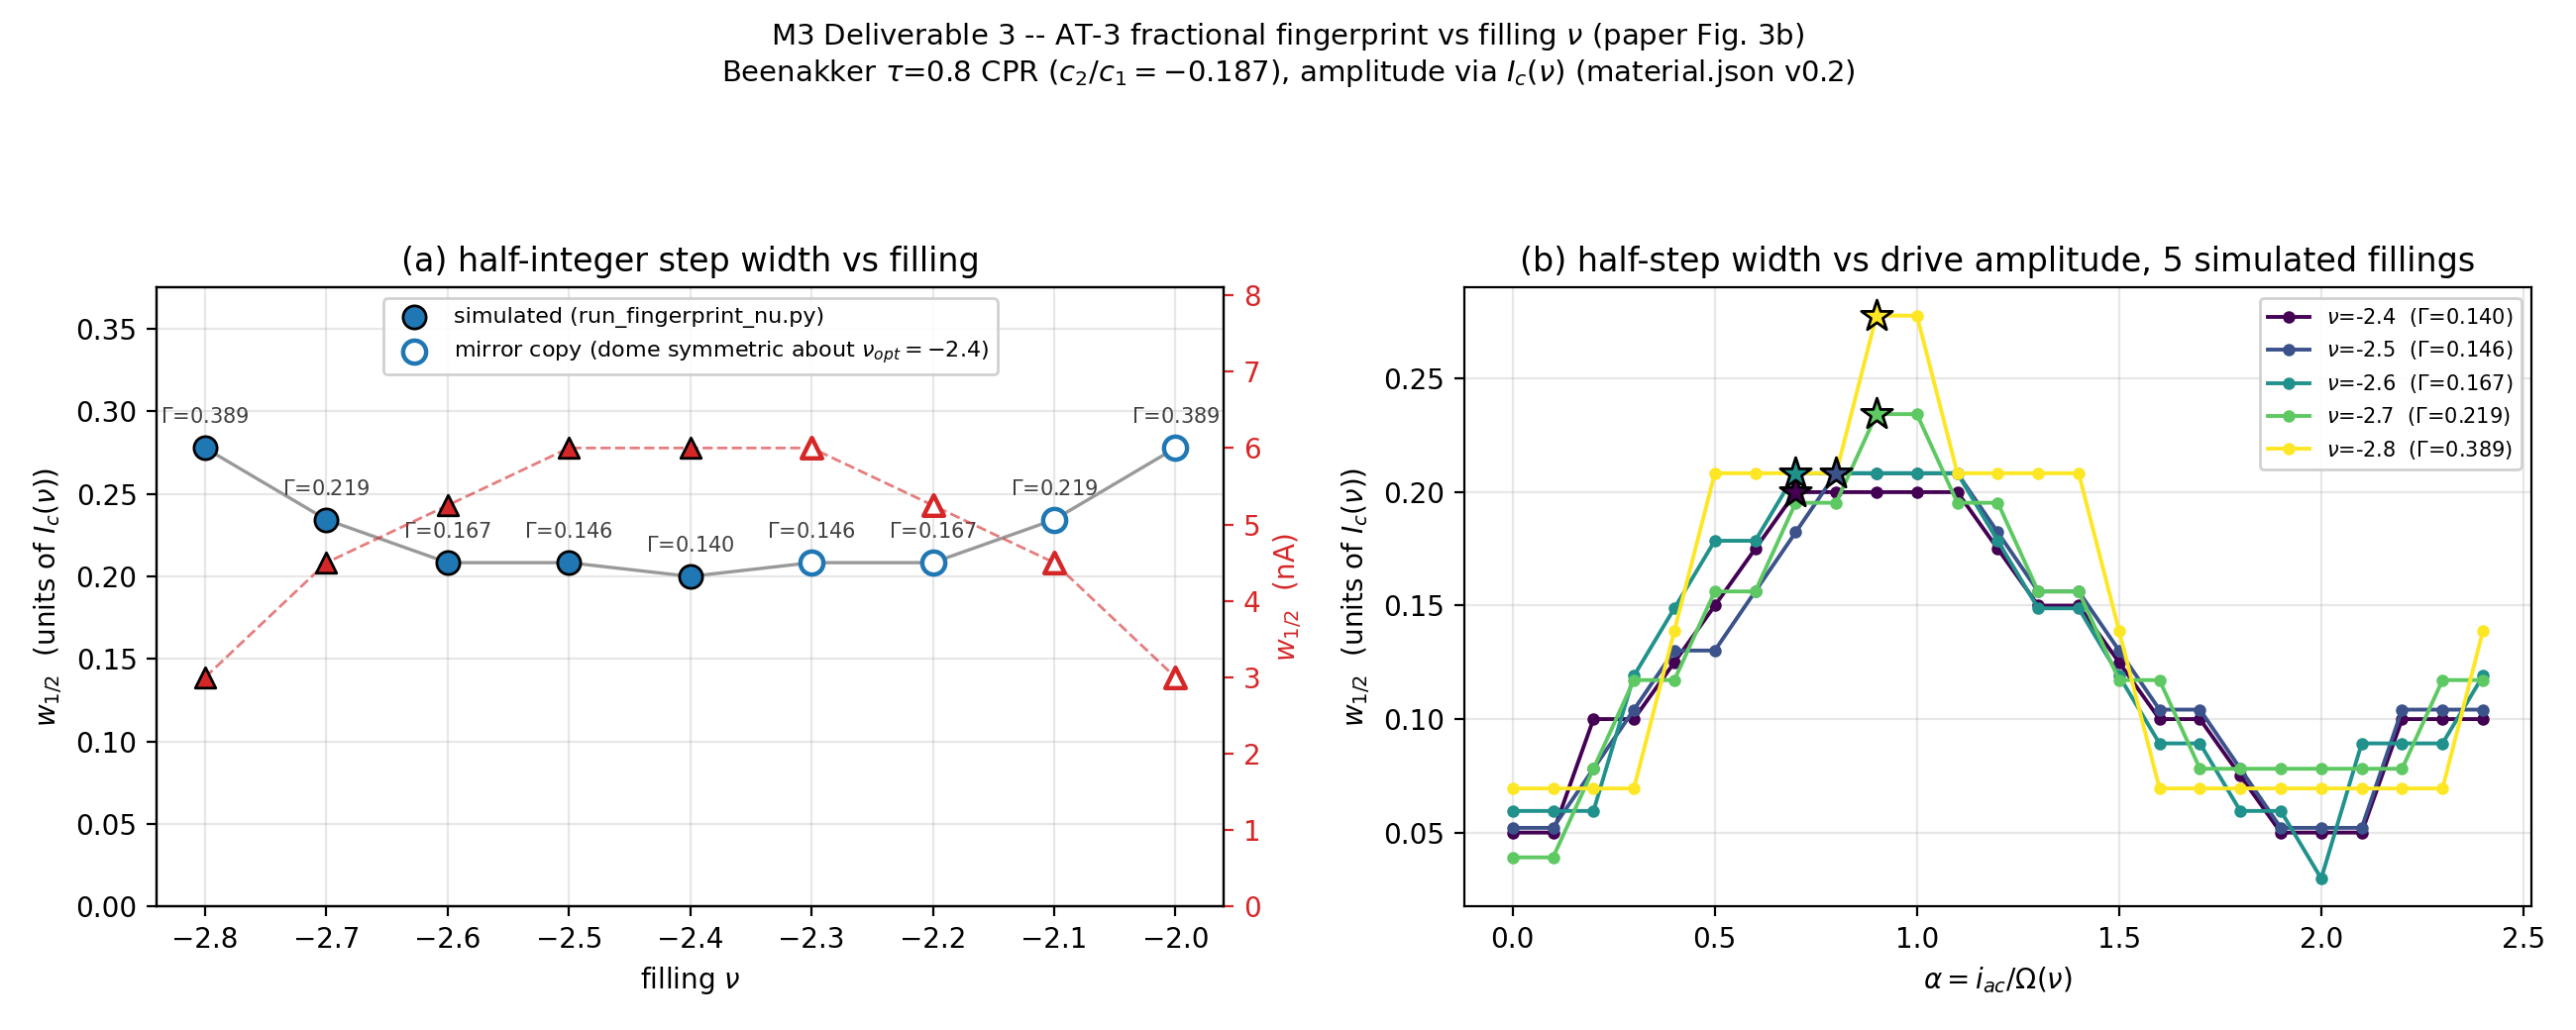 M3 Deliverable 3 -- AT-3 fractional fingerprint vs filling ν (paper Fig. 3b)
Beenakker τ=0.8 CPR (c₂/c₁ = −0.187), amplitude via I_c(ν) (material.json v0.2)
(a) half-integer step width vs filling
simulated (run_fingerprint_nu.py)
mirror copy (dome symmetric about ν_opt = −2.4)
Γ=0.389
Γ=0.219
Γ=0.167
Γ=0.146
Γ=0.140
Γ=0.146
Γ=0.167
Γ=0.219
Γ=0.389
0.35
0.30
0.25
0.20
0.15
0.10
0.05
0.00
w_{1/2} (units of I_c(ν))
8
7
6
5
4
3
2
1
0
w_{1/2} (nA)
−2.8 −2.7 −2.6 −2.5 −2.4 −2.3 −2.2 −2.1 −2.0
filling ν
(b) half-step width vs drive amplitude, 5 simulated fillings
ν=-2.4 (Γ=0.140)
ν=-2.5 (Γ=0.146)
ν=-2.6 (Γ=0.167)
ν=-2.7 (Γ=0.219)
ν=-2.8 (Γ=0.389)
0.25
0.20
0.15
0.10
0.05
w_{1/2} (units of I_c(ν))
0.0 0.5 1.0 1.5 2.0 2.5
α = i_{ac}/Ω(ν)